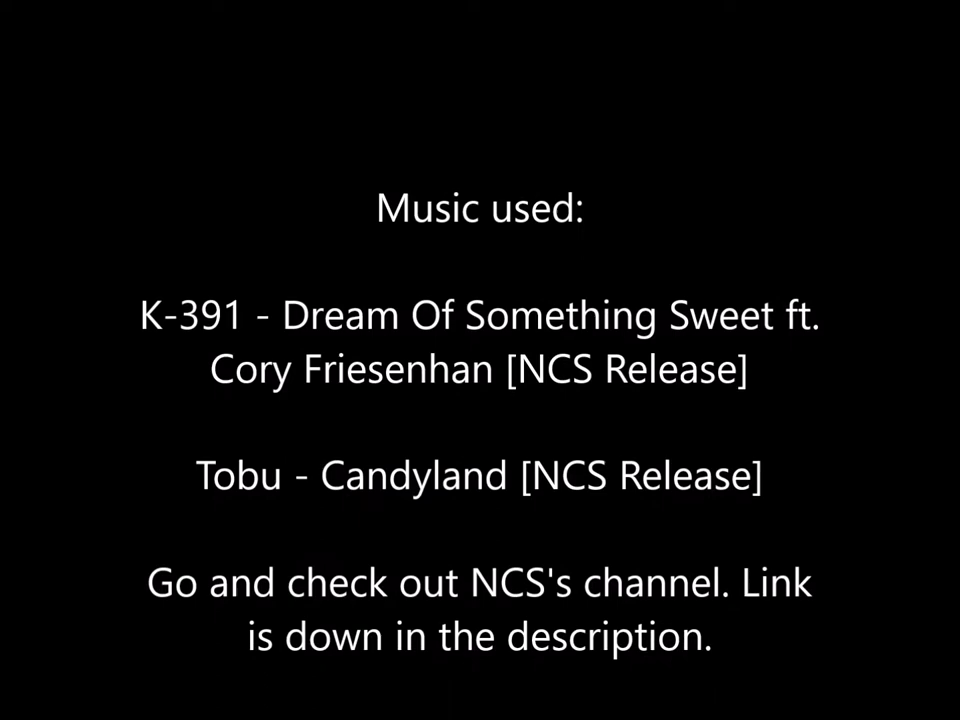 Music used:
K-391 - Dream Of Something Sweet ft.
Cory Friesenhan [NCS Release]
Tobu - Candyland [NCS Release]
Go and check out NCS's channel. Link
is down in the description.